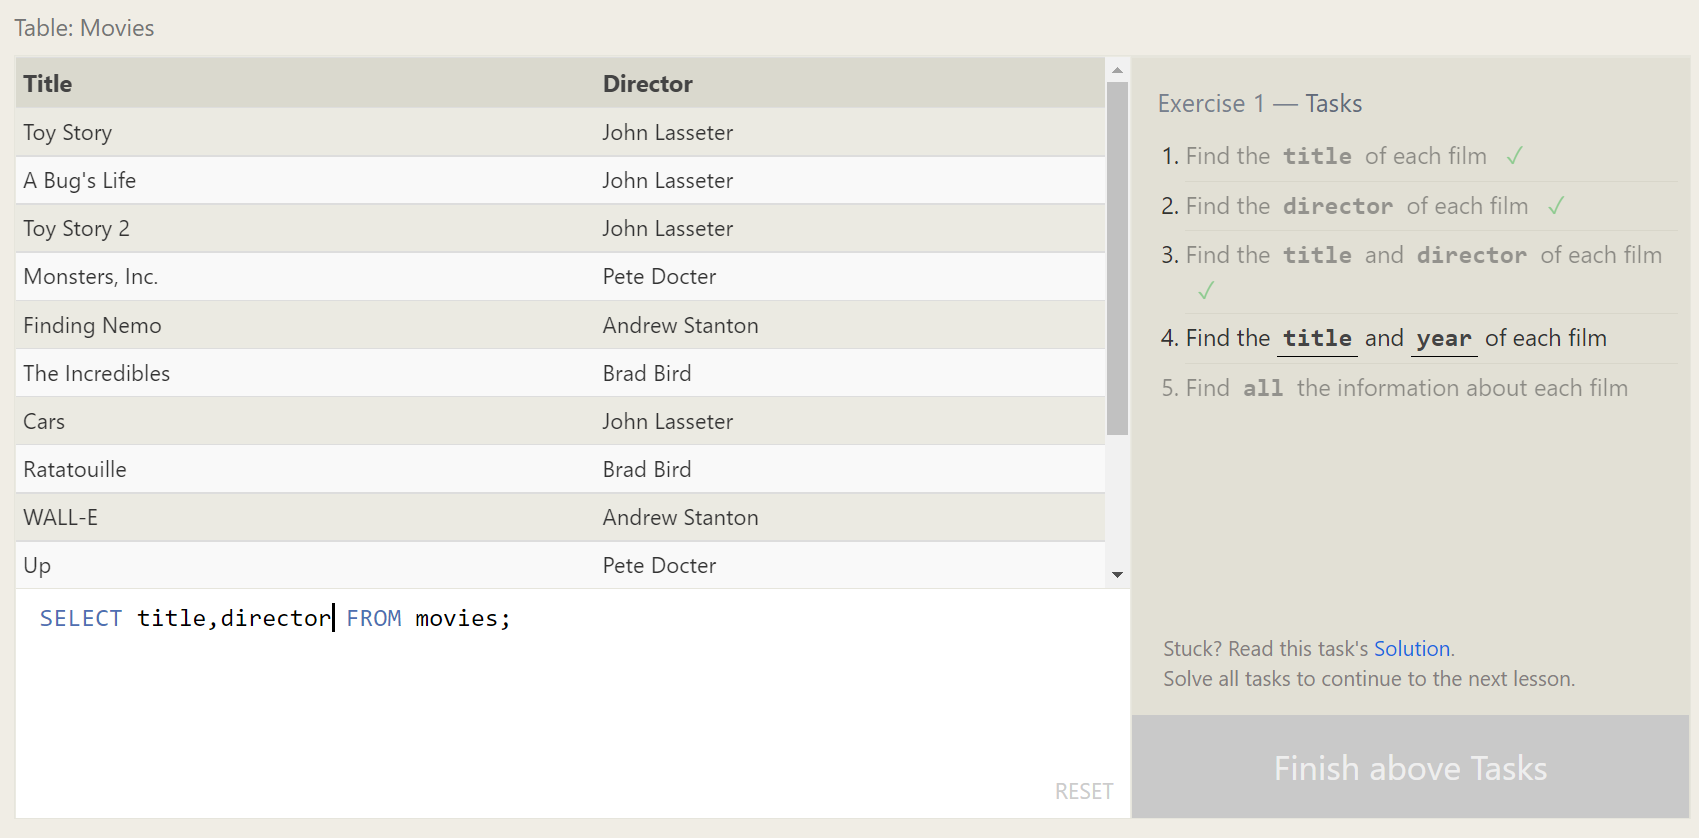 Table: Movies
Title Director
Toy Story John Lasseter
A Bug's Life John Lasseter
Toy Story 2 John Lasseter
Monsters, Inc. Pete Docter
Finding Nemo Andrew Stanton
The Incredibles Brad Bird
Cars John Lasseter
Ratatouille Brad Bird
WALL-E Andrew Stanton
Up Pete Docter
SELECT title,director FROM movies;
RESET
Exercise 1 — Tasks
1. Find the title of each film ✓
2. Find the director of each film ✓
3. Find the title and director of each film
✓
4. Find the title and year of each film
5. Find all the information about each film
Stuck? Read this task's Solution.
Solve all tasks to continue to the next lesson.
Finish above Tasks